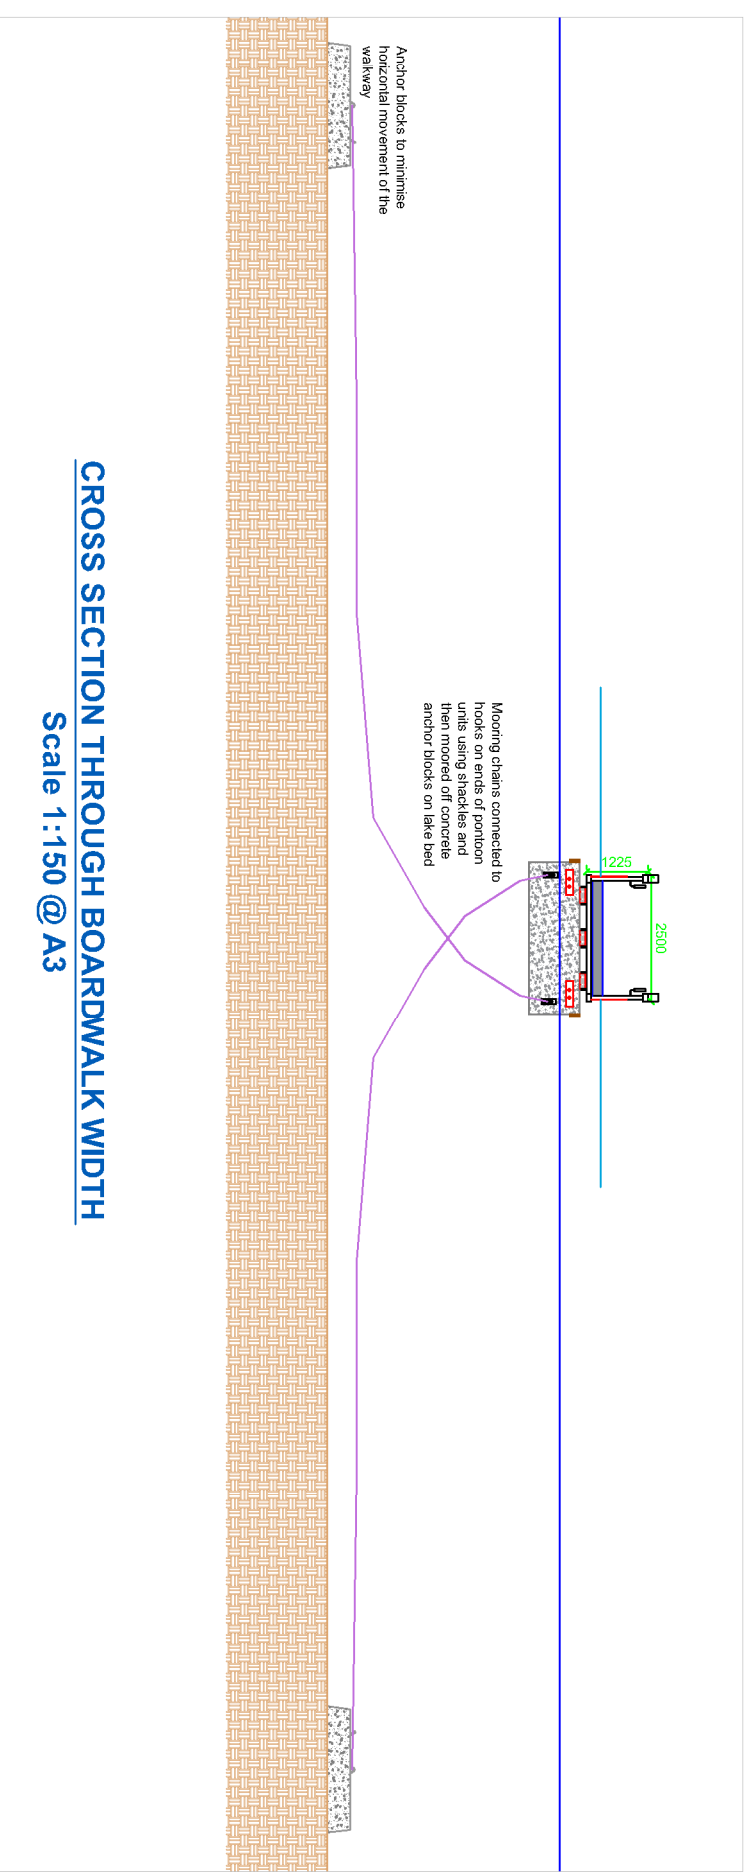 2500
1225
Mooring chains connected to
hooks on ends of pontoon
units using shackles and
then moored off concrete
anchor blocks on lake bed
Anchor blocks to minimise
horizontal movement of the
walkway
CROSS SECTION THROUGH BOARDWALK WIDTH
Scale 1:150 @ A3